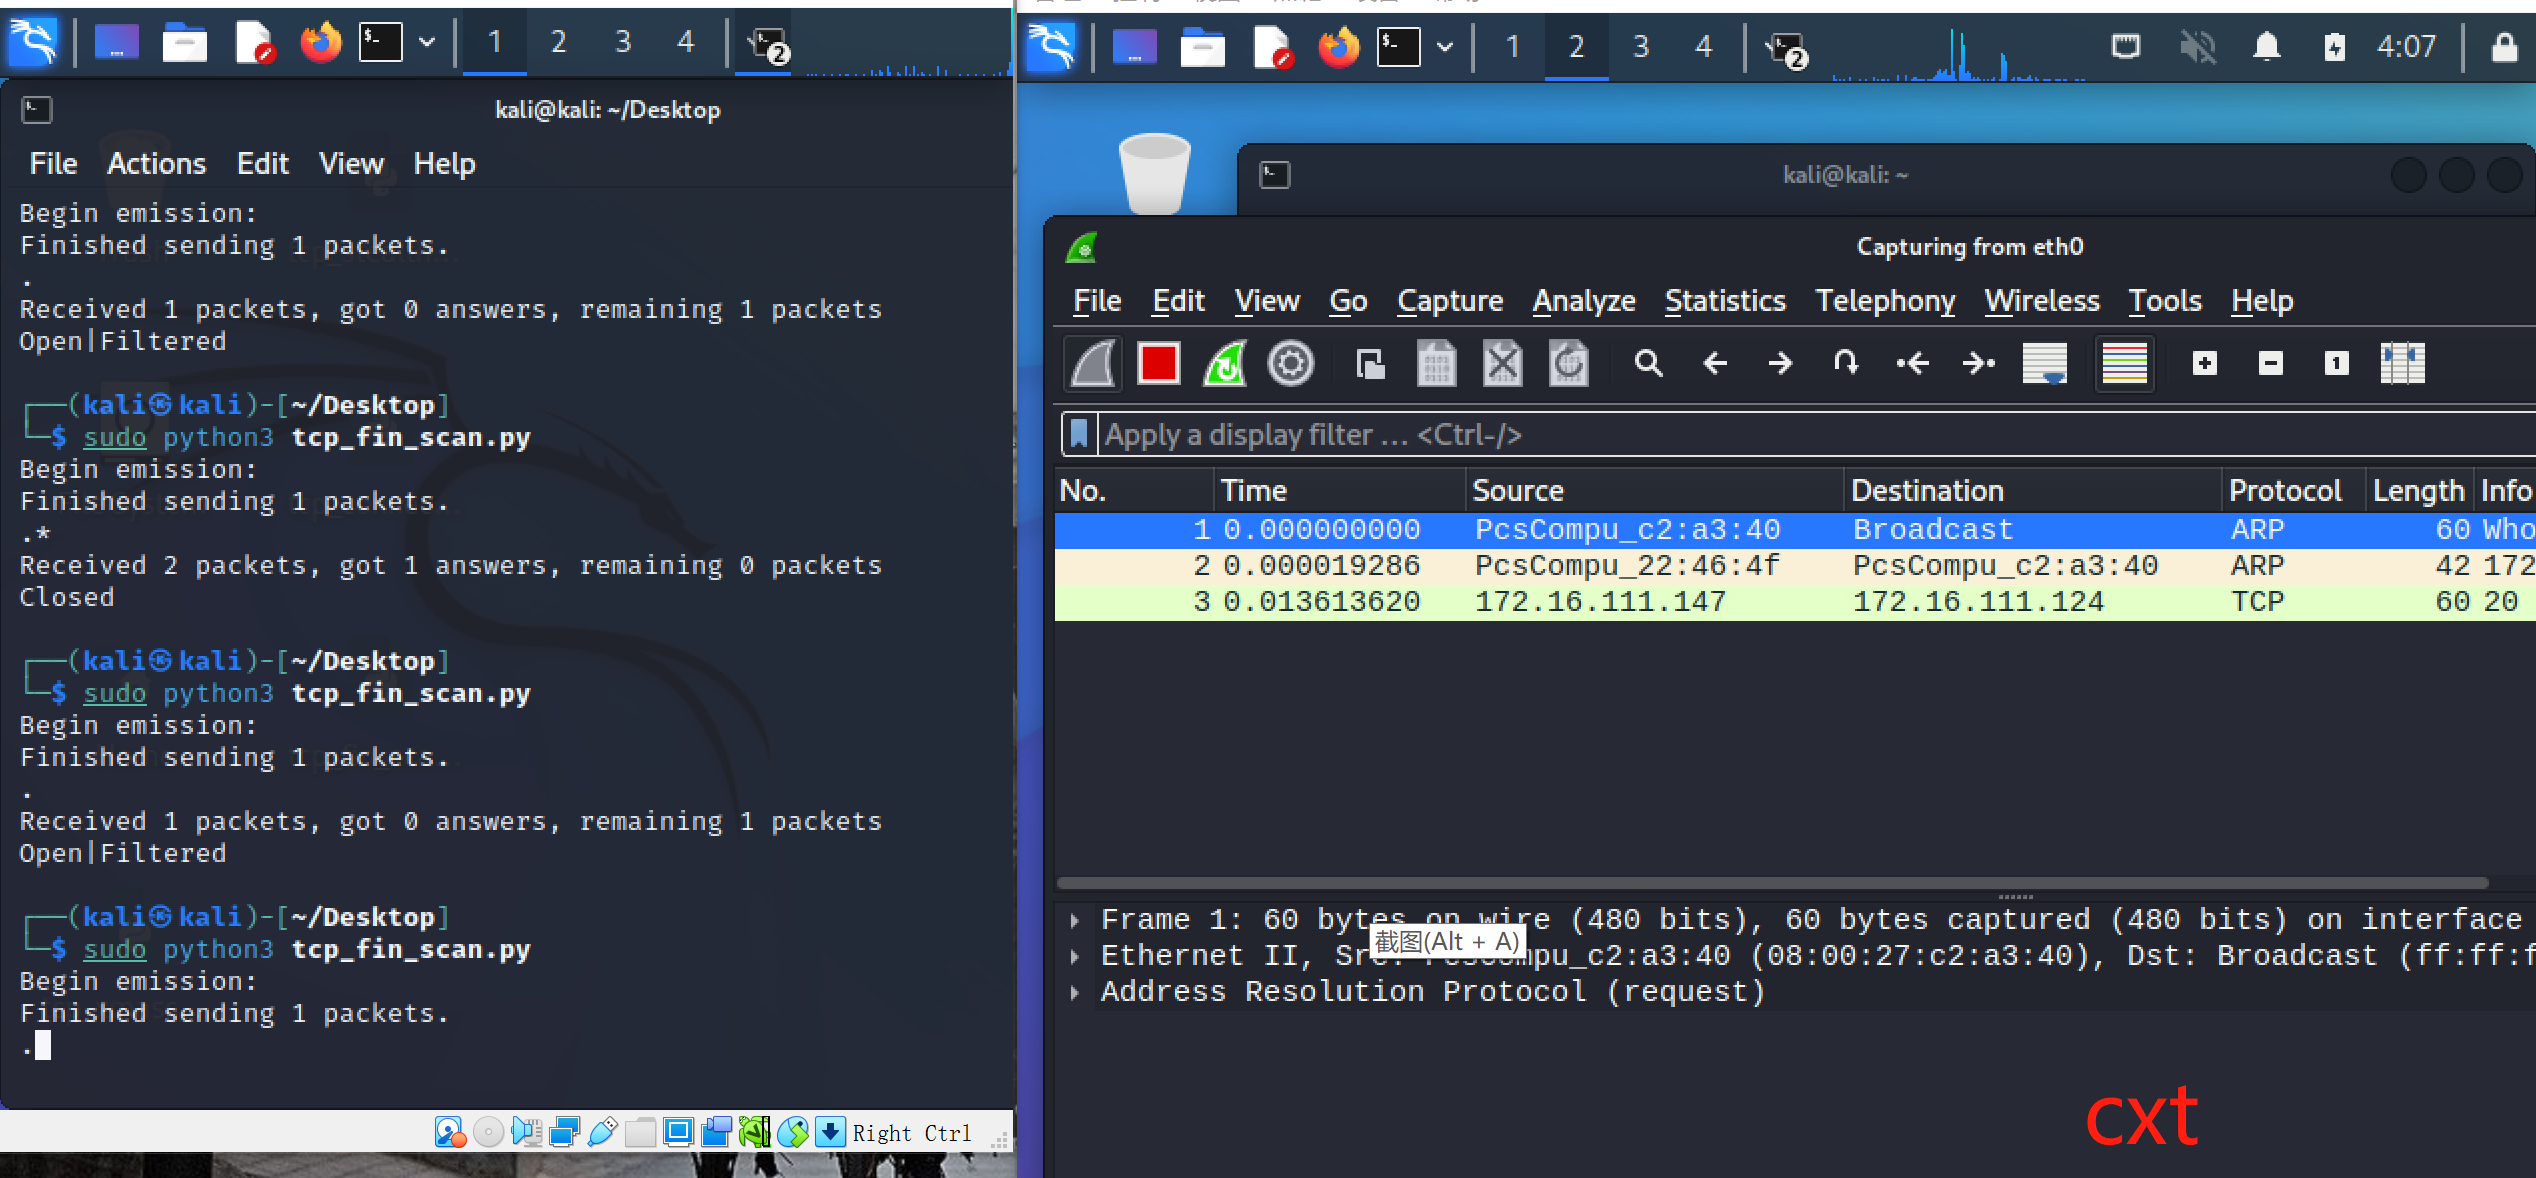 1 2 3 4
2
kali@kali: ~/Desktop
File Actions Edit View Help
Begin emission:
Finished sending 1 packets.
.
Received 1 packets, got 0 answers, remaining 1 packets
Open|Filtered
┌──(kali㉿kali)-[~/Desktop]
└─$ sudo python3 tcp_fin_scan.py
Begin emission:
Finished sending 1 packets.
.*
Received 2 packets, got 1 answers, remaining 0 packets
Closed
┌──(kali㉿kali)-[~/Desktop]
└─$ sudo python3 tcp_fin_scan.py
Begin emission:
Finished sending 1 packets.
.
Received 1 packets, got 0 answers, remaining 1 packets
Open|Filtered
┌──(kali㉿kali)-[~/Desktop]
└─$ sudo python3 tcp_fin_scan.py
Begin emission:
Finished sending 1 packets.
.
Right Ctrl
1 2 3 4
2
4:07
kali@kali: ~
Capturing from eth0
File Edit View Go Capture Analyze Statistics Telephony Wireless Tools Help
Apply a display filter … <Ctrl-/>
No. Time Source Destination Protocol Length Info
1 0.000000000 PcsCompu_c2:a3:40 Broadcast ARP 60 Who
2 0.000019286 PcsCompu_22:46:4f PcsCompu_c2:a3:40 ARP 42 172
3 0.013613620 172.16.111.147 172.16.111.124 TCP 60 20
Frame 1: 60 bytes on wire (480 bits), 60 bytes captured (480 bits) on interface
截图(Alt + A)
Ethernet II, Src: PcsCompu_c2:a3:40 (08:00:27:c2:a3:40), Dst: Broadcast (ff:ff:f
Address Resolution Protocol (request)
cxt